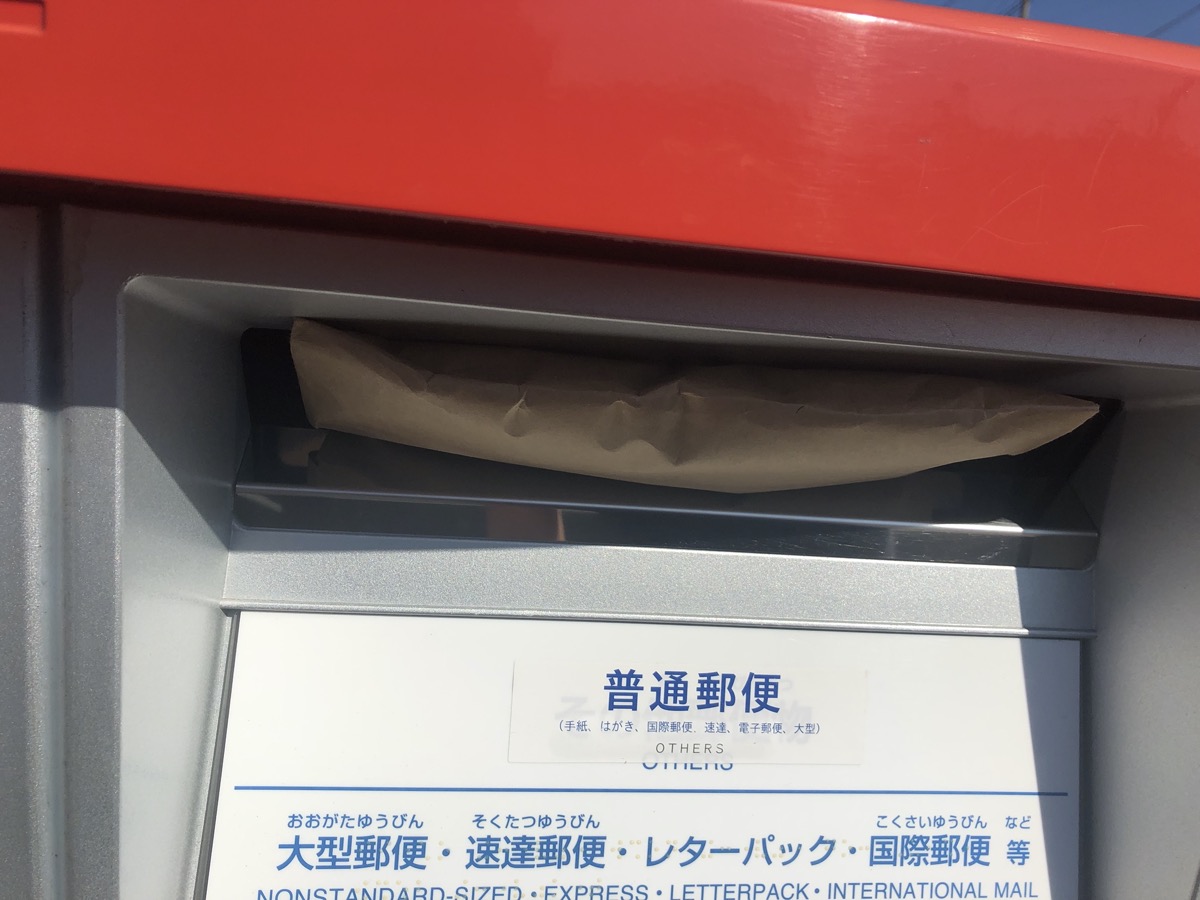 普通郵便
(手紙、はがき、国際郵便、速達、電子郵便、大型)
OTHERS
OTHERS
おおがたゆうびん そくたつゆうびん こくさいゆうびん など
大型郵便・速達郵便・レターパック・国際郵便 等
NONSTANDARD-SIZED・EXPRESS・LETTERPACK・INTERNATIONAL MAIL